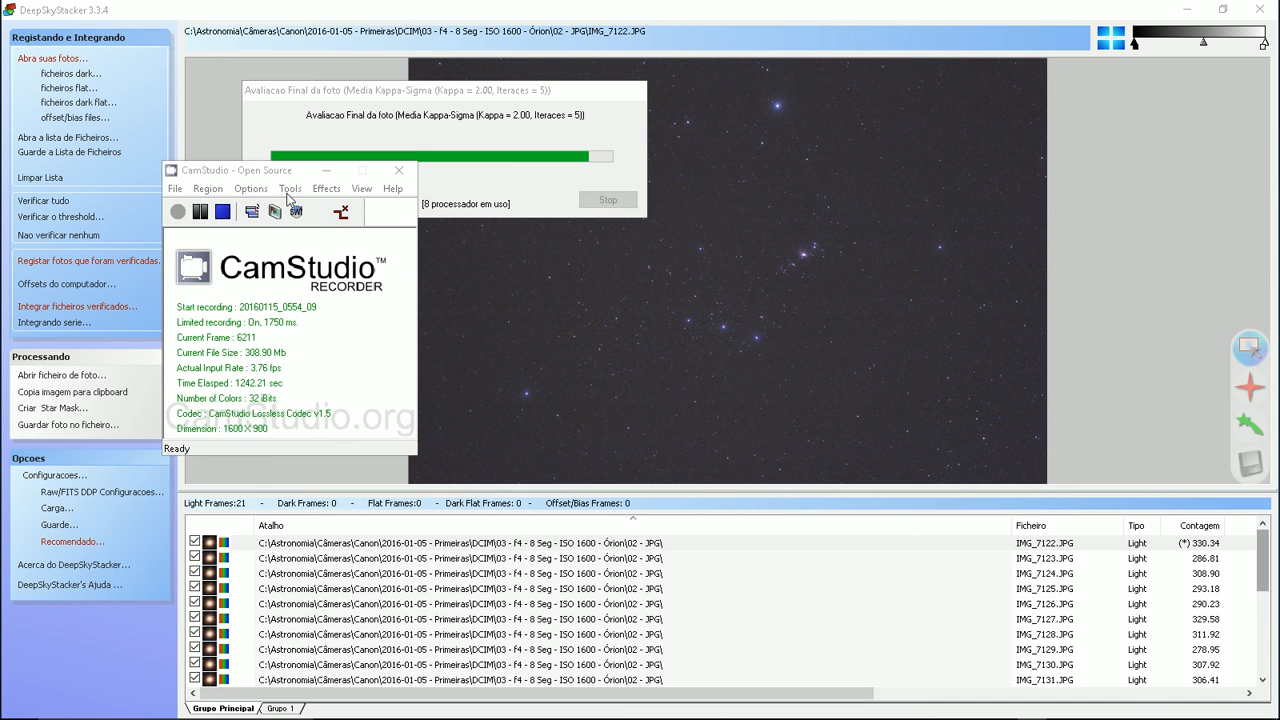 DeepSkyStacker 3.3.4
Registando e Integrando
Abra suas fotos...
ficheiros dark...
ficheiros flat...
ficheiros dark flat...
offset/bias files...
Abra a lista de Ficheiros...
Guarde a Lista de Ficheiros
Limpar Lista
Verificar tudo
Verificar o threshold...
Nao verificar nenhum
Registar fotos que foram verificadas.
Offsets do computador...
Integrar ficheiros verificados...
Integrando serie...
Processando
Abrir ficheiro de foto...
Copia imagem para clipboard
Criar Star Mask...
Guardar foto no ficheiro...
Opcoes
Configuracoes...
Raw/FITS DDP Configuracoes...
Carga...
Guarde...
Recomendado...
Acerca do DeepSkyStacker...
DeepSkyStacker's Ajuda ...
C:\Astronomia\Câmeras\Canon\2016-01-05 - Primeiras\DCIM\03 - f4 - 8 Seg - ISO 1600 - Órion\02 - JPG\IMG_7122.JPG
Avaliacao Final da foto (Media Kappa-Sigma (Kappa = 2.00, Iteraces = 5))
Avaliacao Final da foto (Media Kappa-Sigma (Kappa = 2.00, Iteraces = 5))
[8 processador em uso]
Stop
CamStudio - Open Source
File Region Options Tools Effects View Help
CamStudio™
RECORDER
Start recording : 20160115_0554_09
Limited recording : On, 1750 ms.
Current Frame : 6211
Current File Size : 308.90 Mb
Actual Input Rate : 3.76 fps
Time Elasped : 1242.21 sec
Number of Colors : 32 iBits
Codec : CamStudio Lossless Codec v1.5
Dimension : 1600 X 900
CamStudio.org
Ready
Light Frames:21 - Dark Frames: 0 - Flat Frames:0 - Dark Flat Frames: 0 - Offset/Bias Frames: 0
Atalho Ficheiro Tipo Contagem
C:\Astronomia\Câmeras\Canon\2016-01-05 - Primeiras\DCIM\03 - f4 - 8 Seg - ISO 1600 - Órion\02 - JPG\ IMG_7122.JPG Light (*) 330.34
C:\Astronomia\Câmeras\Canon\2016-01-05 - Primeiras\DCIM\03 - f4 - 8 Seg - ISO 1600 - Órion\02 - JPG\ IMG_7123.JPG Light 286.81
C:\Astronomia\Câmeras\Canon\2016-01-05 - Primeiras\DCIM\03 - f4 - 8 Seg - ISO 1600 - Órion\02 - JPG\ IMG_7124.JPG Light 308.90
C:\Astronomia\Câmeras\Canon\2016-01-05 - Primeiras\DCIM\03 - f4 - 8 Seg - ISO 1600 - Órion\02 - JPG\ IMG_7125.JPG Light 293.18
C:\Astronomia\Câmeras\Canon\2016-01-05 - Primeiras\DCIM\03 - f4 - 8 Seg - ISO 1600 - Órion\02 - JPG\ IMG_7126.JPG Light 290.23
C:\Astronomia\Câmeras\Canon\2016-01-05 - Primeiras\DCIM\03 - f4 - 8 Seg - ISO 1600 - Órion\02 - JPG\ IMG_7127.JPG Light 329.58
C:\Astronomia\Câmeras\Canon\2016-01-05 - Primeiras\DCIM\03 - f4 - 8 Seg - ISO 1600 - Órion\02 - JPG\ IMG_7128.JPG Light 311.92
C:\Astronomia\Câmeras\Canon\2016-01-05 - Primeiras\DCIM\03 - f4 - 8 Seg - ISO 1600 - Órion\02 - JPG\ IMG_7129.JPG Light 278.95
C:\Astronomia\Câmeras\Canon\2016-01-05 - Primeiras\DCIM\03 - f4 - 8 Seg - ISO 1600 - Órion\02 - JPG\ IMG_7130.JPG Light 307.92
C:\Astronomia\Câmeras\Canon\2016-01-05 - Primeiras\DCIM\03 - f4 - 8 Seg - ISO 1600 - Órion\02 - JPG\ IMG_7131.JPG Light 306.41
Grupo Principal Grupo 1